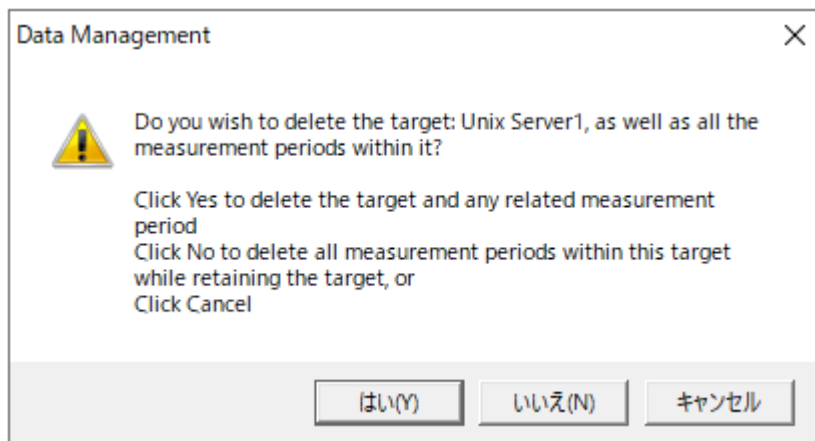 Data Management
Do you wish to delete the target: Unix Server1, as well as all the
measurement periods within it?
Click Yes to delete the target and any related measurement
period
Click No to delete all measurement periods within this target
while retaining the target, or
Click Cancel
はい(Y)
いいえ(N)
キャンセル